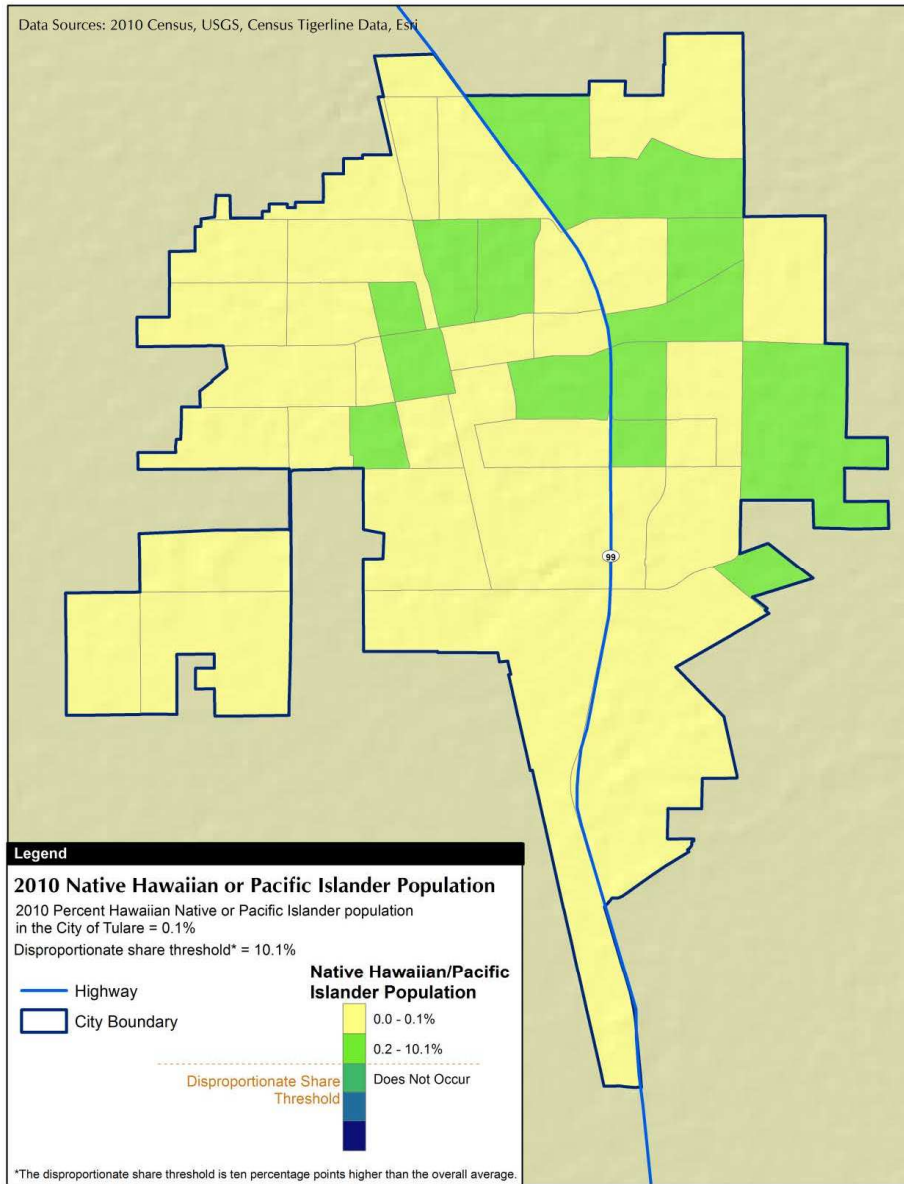 Data Sources: 2010 Census, USGS, Census Tigerline Data, Esri
99
Legend
2010 Native Hawaiian or Pacific Islander Population
2010 Percent Hawaiian Native or Pacific Islander population
in the City of Tulare = 0.1%
Disproportionate share threshold* = 10.1%
Highway
City Boundary
Native Hawaiian/Pacific
Islander Population
0.0 - 0.1%
0.2 - 10.1%
Disproportionate Share
Threshold
Does Not Occur
*The disproportionate share threshold is ten percentage points higher than the overall average.